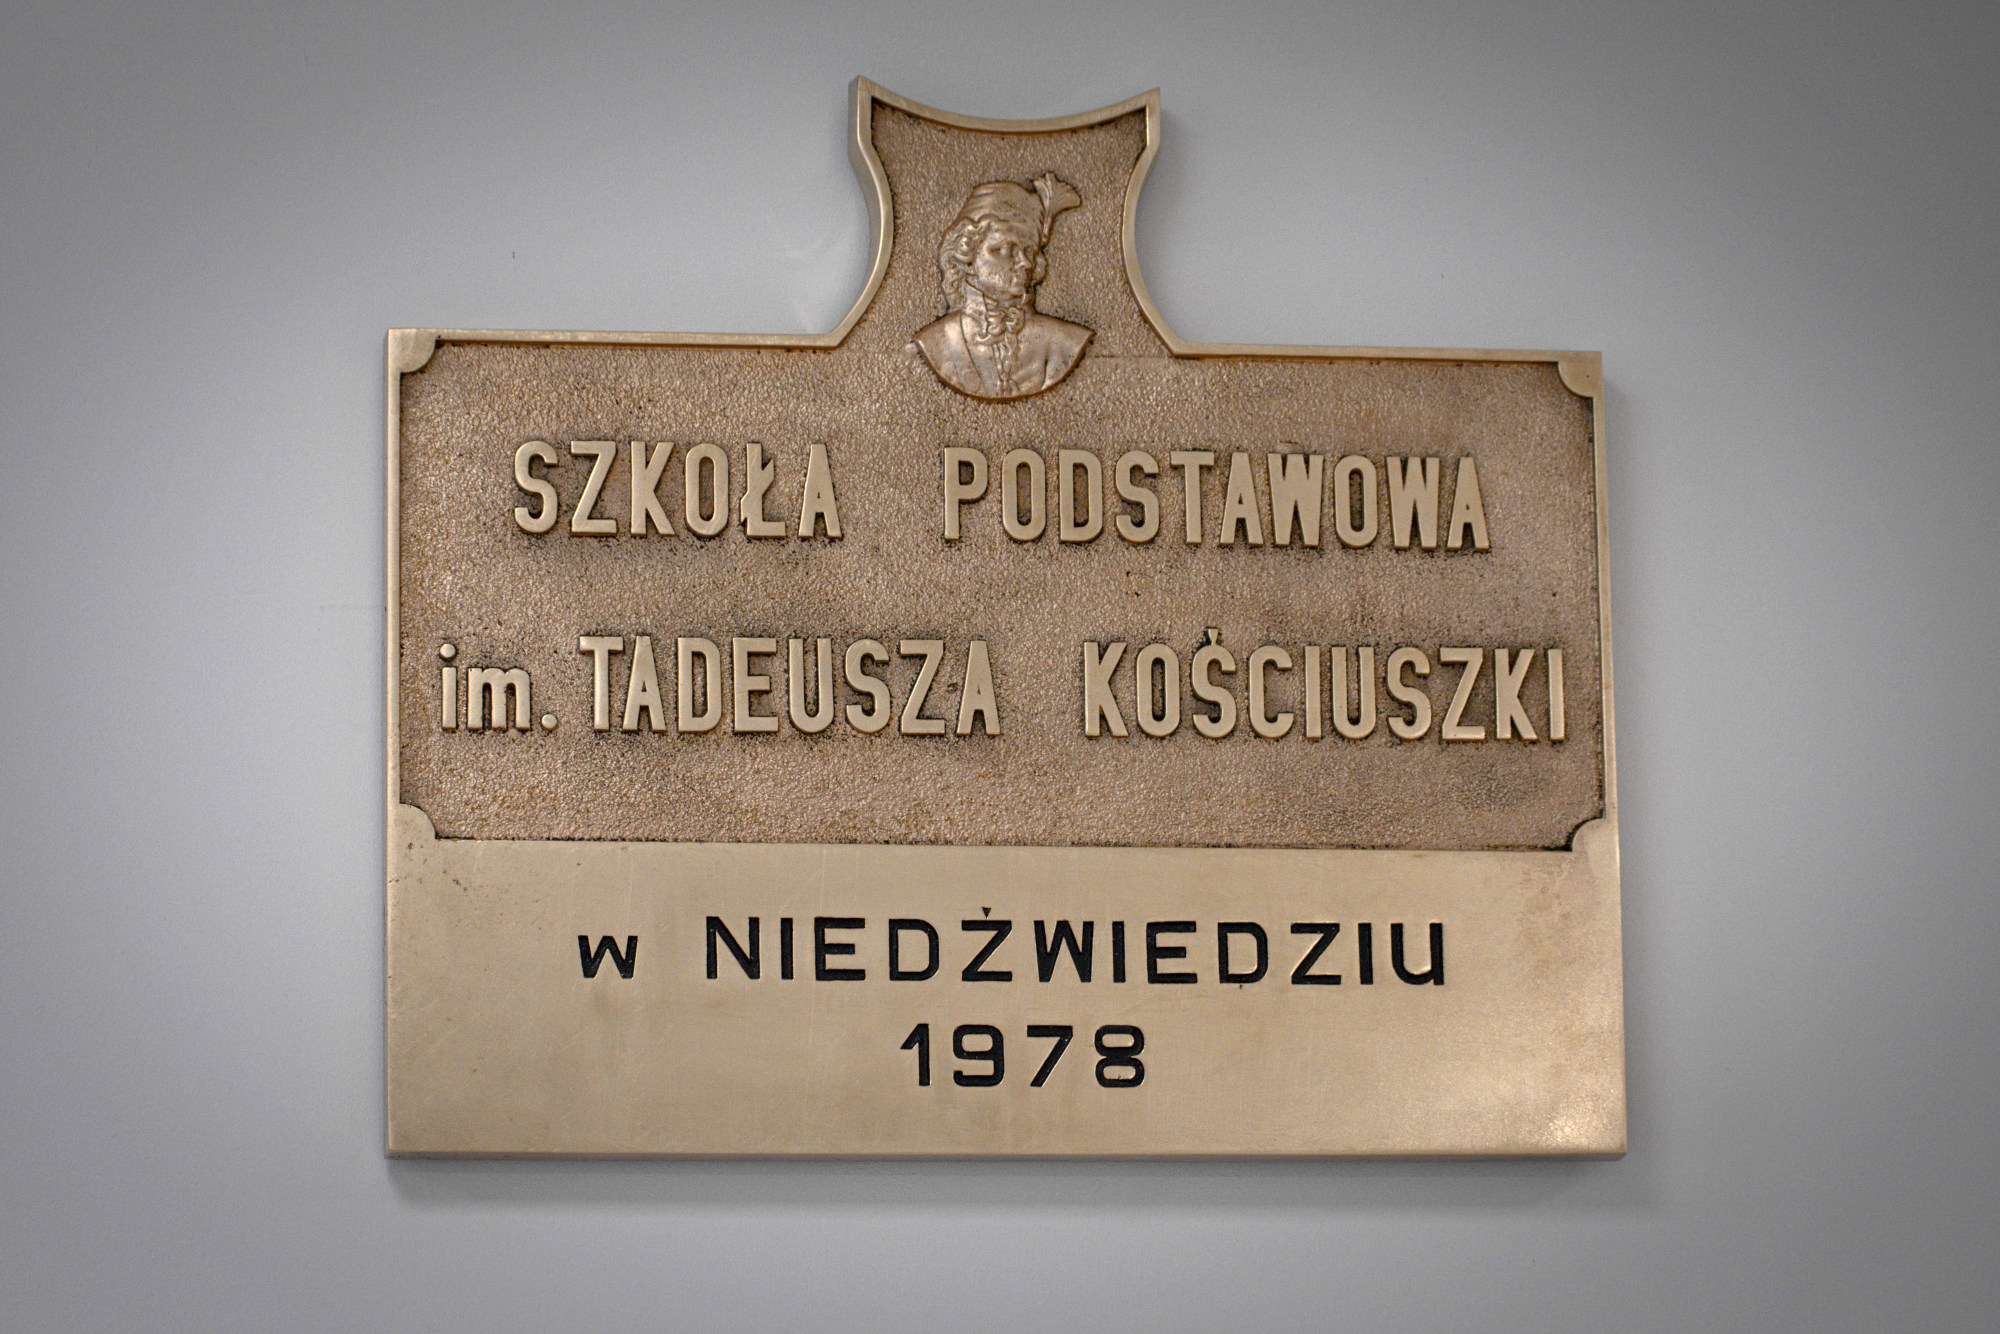 SZKOŁA PODSTAWOWA
im. TADEUSZA KOŚCIUSZKI
w NIEDŹWIEDZIU
1978